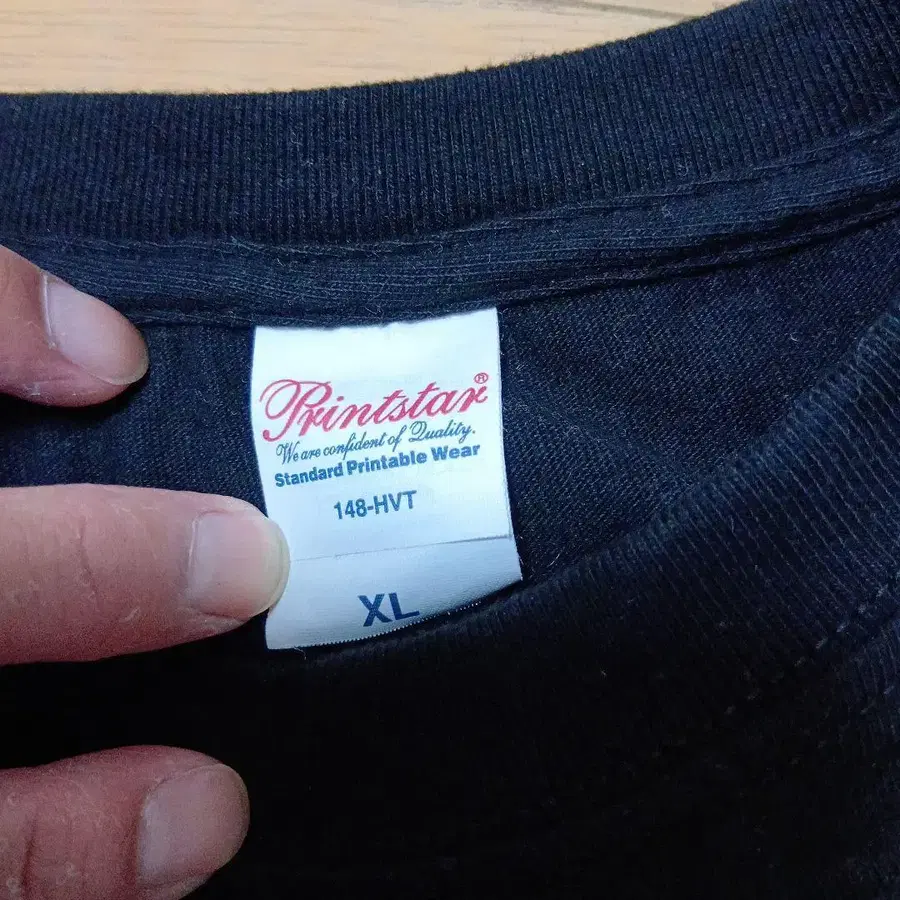 Printstar®
We are confident of Quality.
Standard Printable Wear
148-HVT
XL